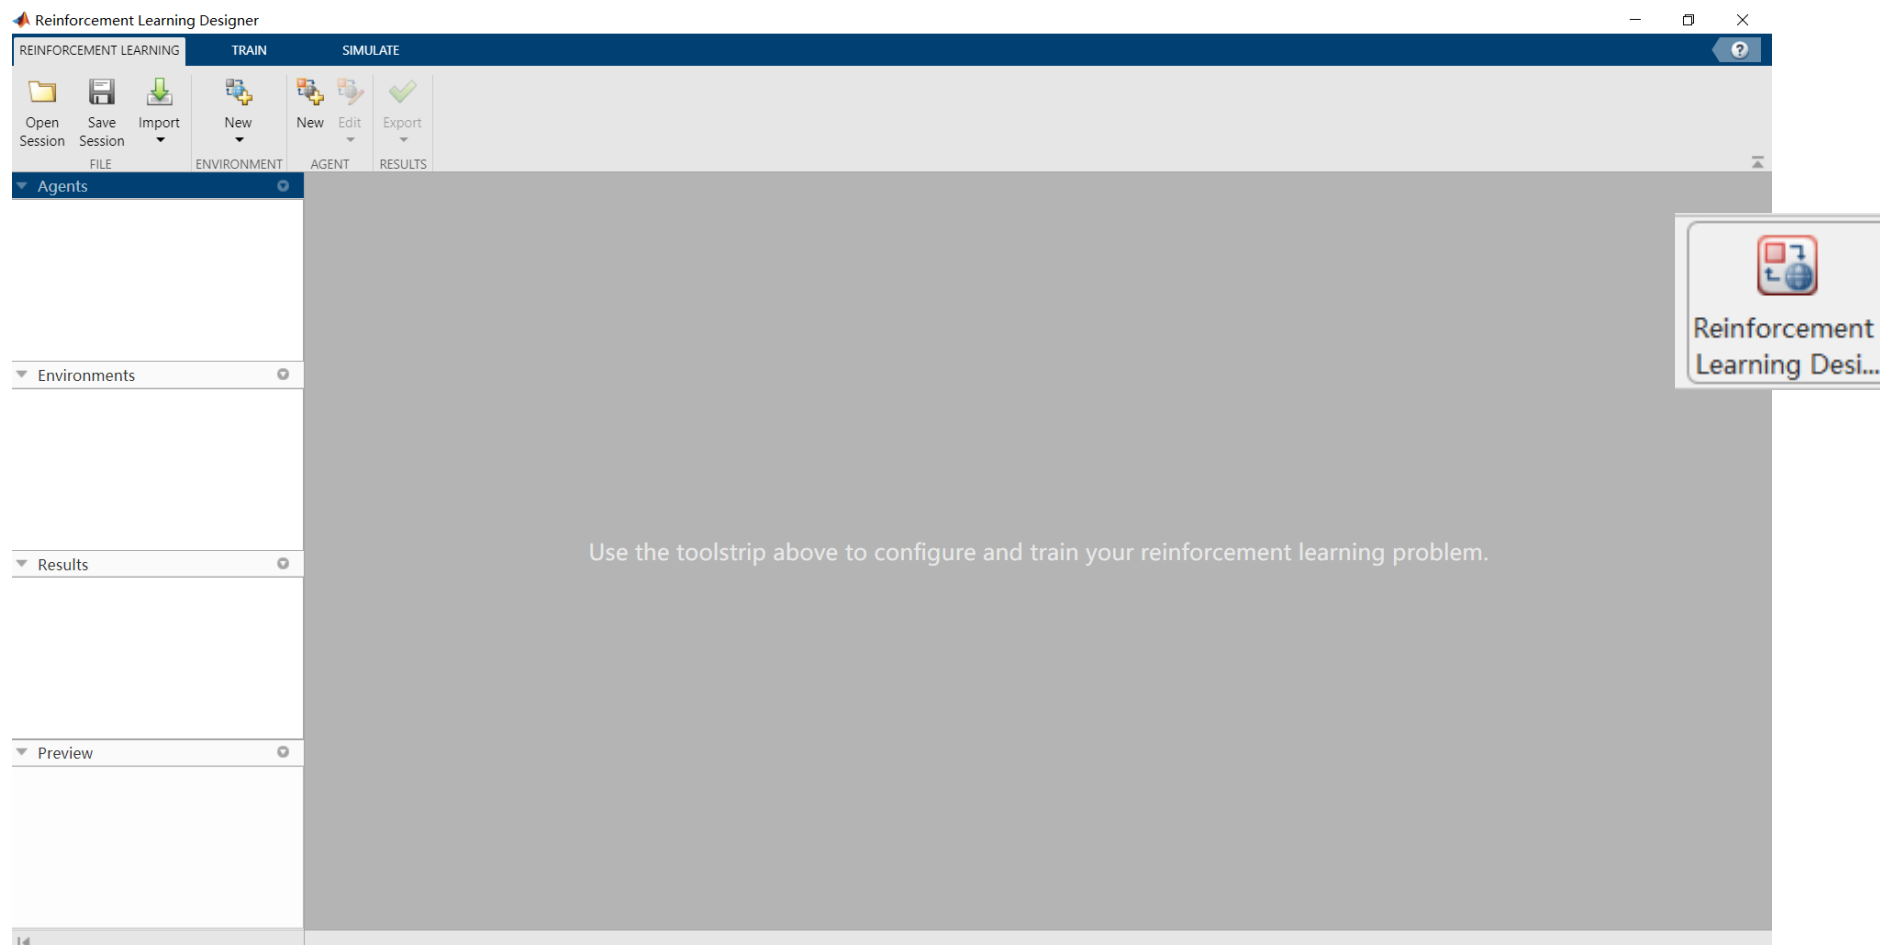 Reinforcement Learning Designer
REINFORCEMENT LEARNING TRAIN SIMULATE
?
Open Session
Save Session
Import
New
New
Edit
Export
FILE ENVIRONMENT AGENT RESULTS
Agents
Environments
Results
Preview
Use the toolstrip above to configure and train your reinforcement learning problem.
Reinforcement
Learning Desi...